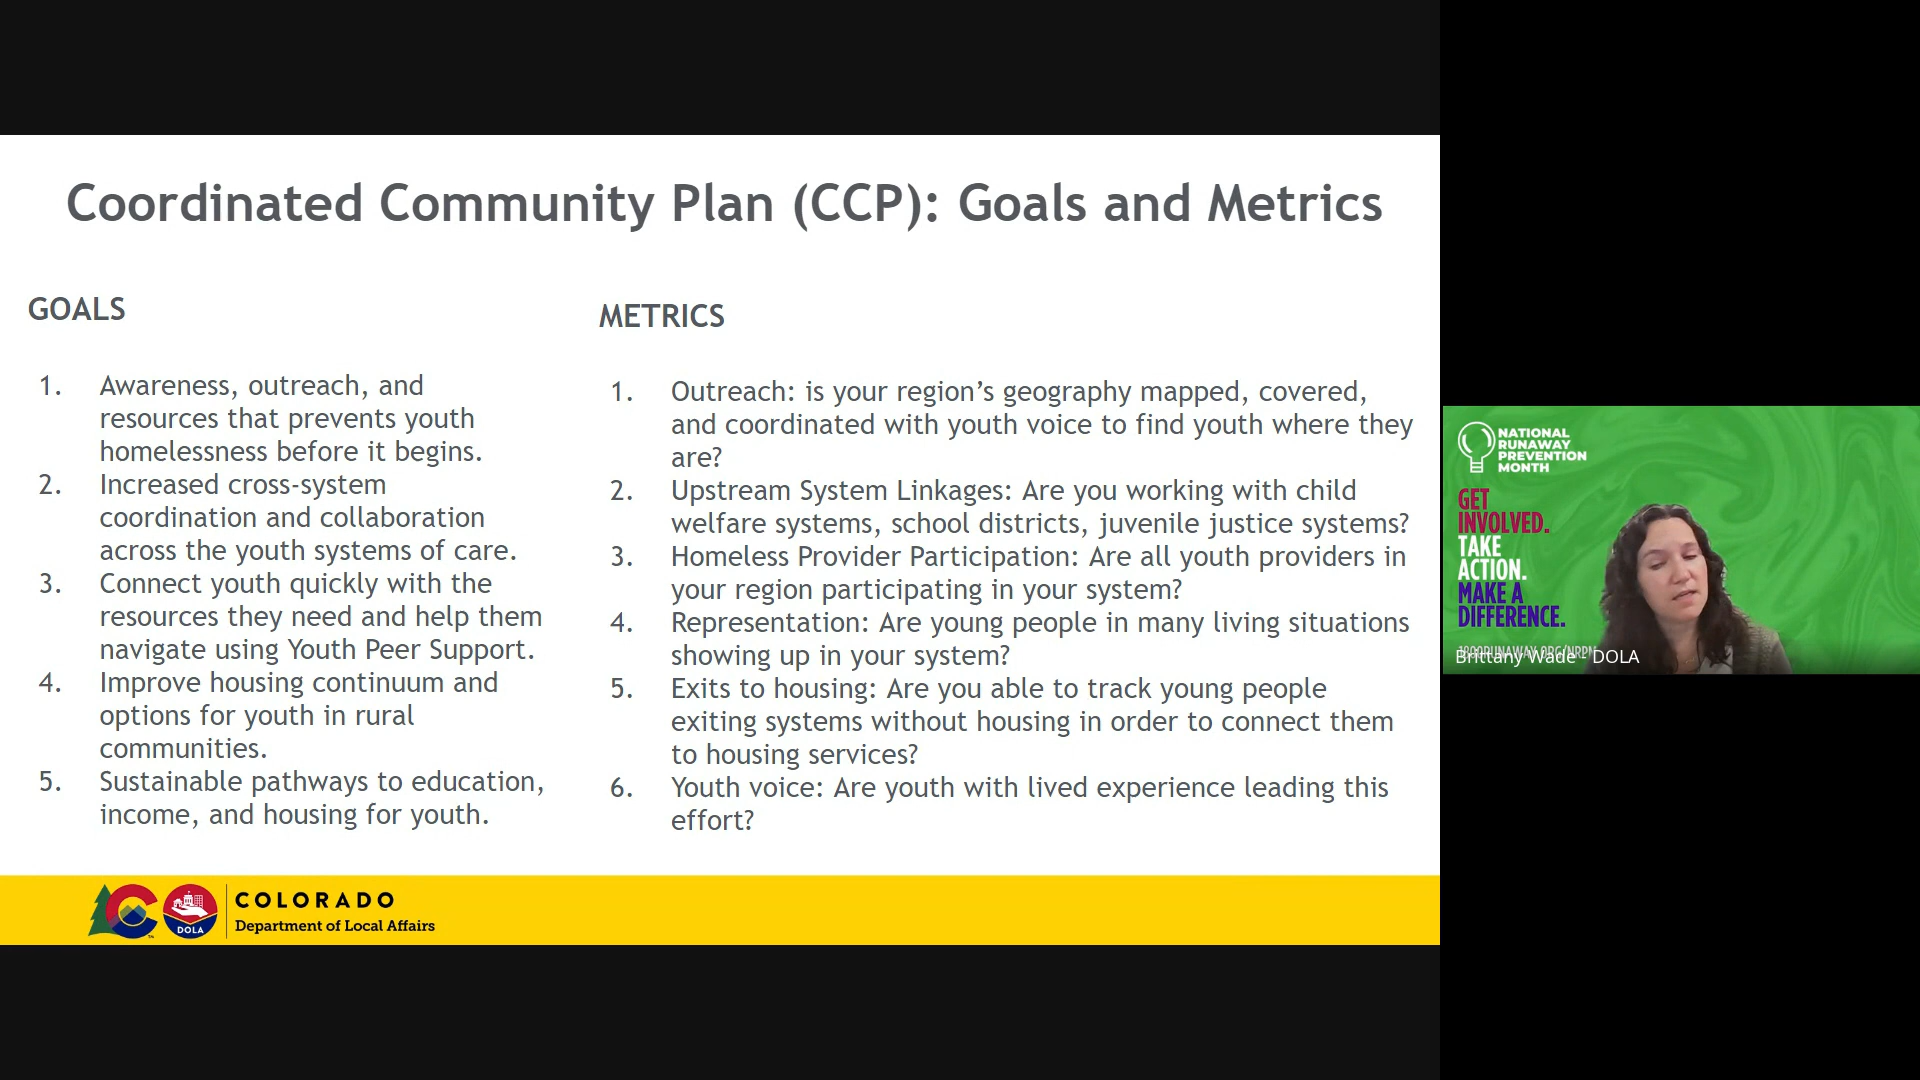 Coordinated Community Plan (CCP): Goals and Metrics
GOALS
1. Awareness, outreach, and
resources that prevents youth
homelessness before it begins.
2. Increased cross-system
coordination and collaboration
across the youth systems of care.
3. Connect youth quickly with the
resources they need and help them
navigate using Youth Peer Support.
4. Improve housing continuum and
options for youth in rural
communities.
5. Sustainable pathways to education,
income, and housing for youth.
METRICS
1. Outreach: is your region’s geography mapped, covered,
and coordinated with youth voice to find youth where they
are?
2. Upstream System Linkages: Are you working with child
welfare systems, school districts, juvenile justice systems?
3. Homeless Provider Participation: Are all youth providers in
your region participating in your system?
4. Representation: Are young people in many living situations
showing up in your system?
5. Exits to housing: Are you able to track young people
exiting systems without housing in order to connect them
to housing services?
6. Youth voice: Are youth with lived experience leading this
effort?
DOLA
COLORADO
Department of Local Affairs
NATIONAL
RUNAWAY
PREVENTION
MONTH
GET
INVOLVED.
TAKE
ACTION.
MAKE A
DIFFERENCE.
1800RUNAWAY.ORG/NRPM
Brittany Wade - DOLA